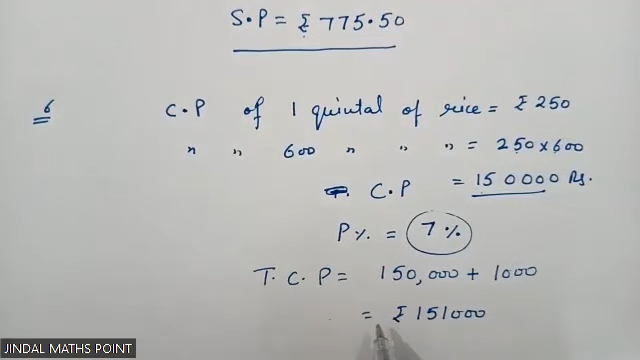 S.P = ₹ 775.50
6 C.P of 1 quintal of rice = ₹ 250
" " 600 " " " = 250 x 600
C.P = 150000 Rs.
P% = 7%
T.C.P = 150,000 + 1000
= ₹ 151000
JINDAL MATHS POINT